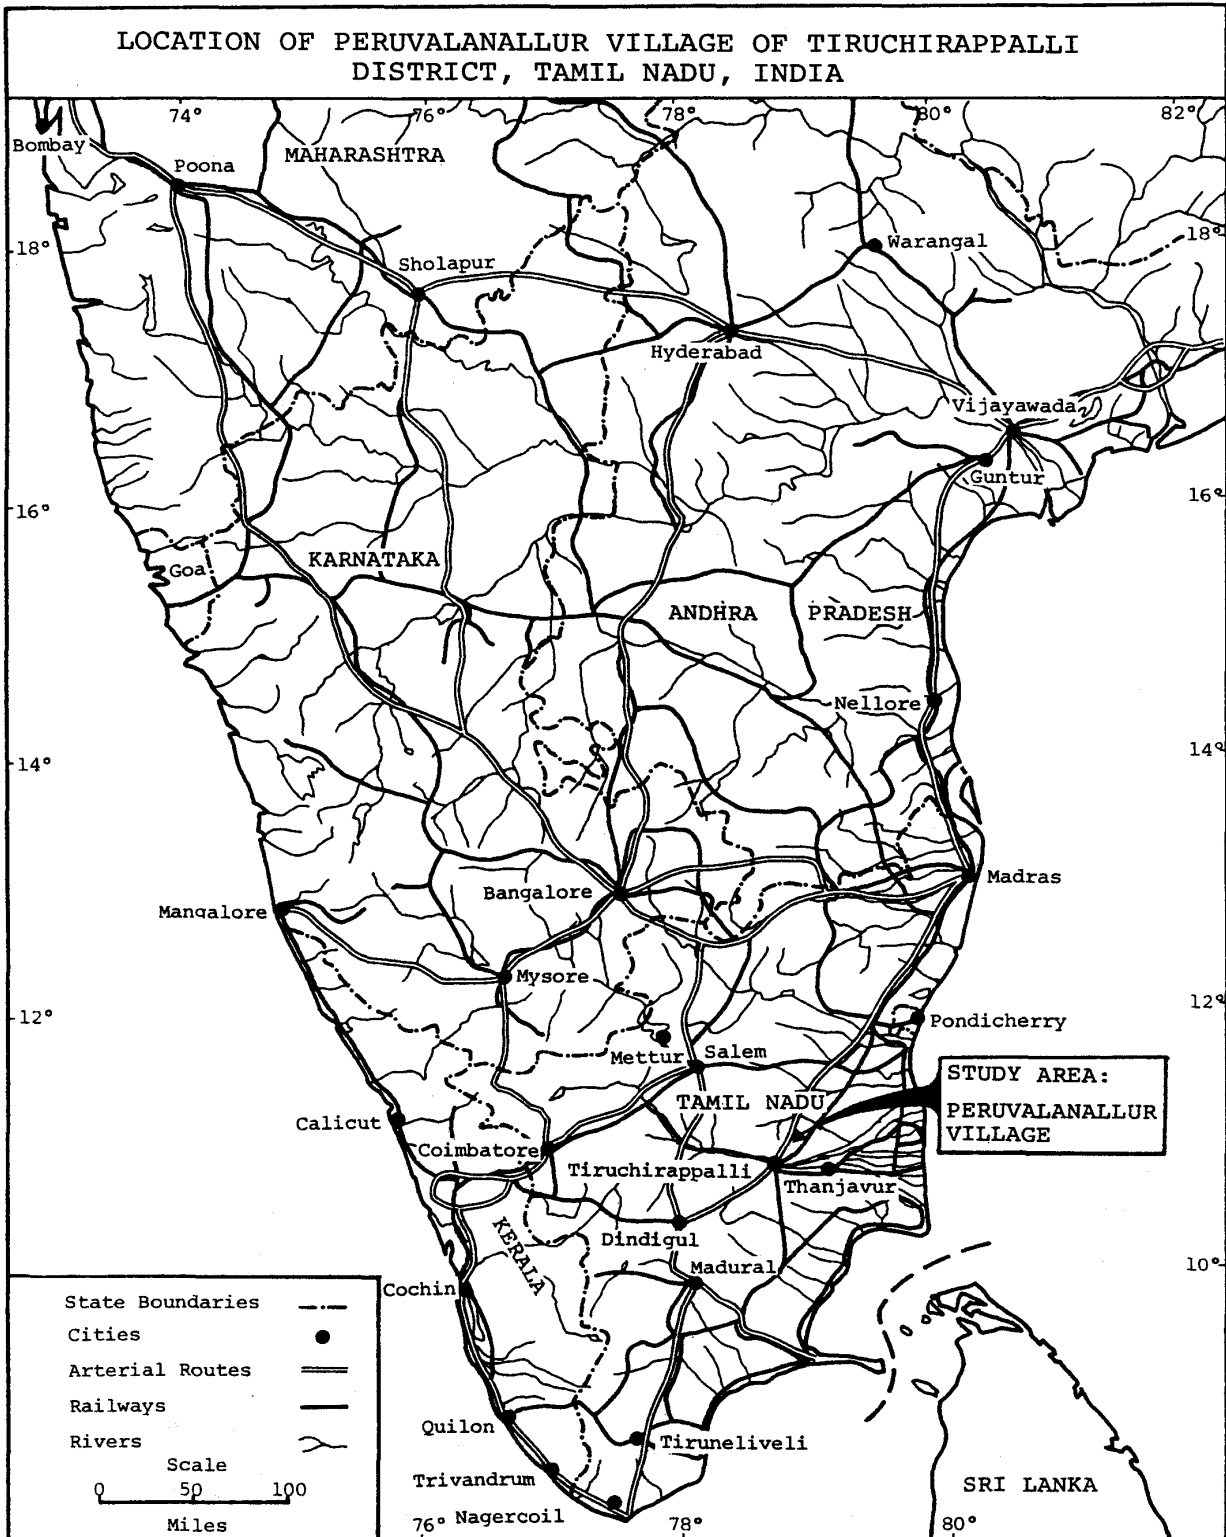 LOCATION OF PERUVALANALLUR VILLAGE OF TIRUCHIRAPPALLI
DISTRICT, TAMIL NADU, INDIA
74° 76° 78° 80° 82°
Bombay
Poona
MAHARASHTRA
18°
Sholapur
Warangal
18°
Hyderabad
Vijayawada
Guntur
16°
16°
Goa
KARNATAKA
ANDHRA PRADESH
Nellore
14°
14°
Madras
Bangalore
Mangalore
Mysore
12°
12°
Pondicherry
Mettur
Salem
STUDY AREA:
PERUVALANALLUR
VILLAGE
TAMIL NADU
Calicut
Coimbatore
Tiruchirappalli
Thanjavur
KERALA
Dindigul
Madural
10°
Cochin
Quilon
Tiruneliveli
Trivandrum
Nagercoil
SRI LANKA
76° 78° 80°
State Boundaries
Cities
Arterial Routes
Railways
Rivers
Scale
0 50 100
Miles